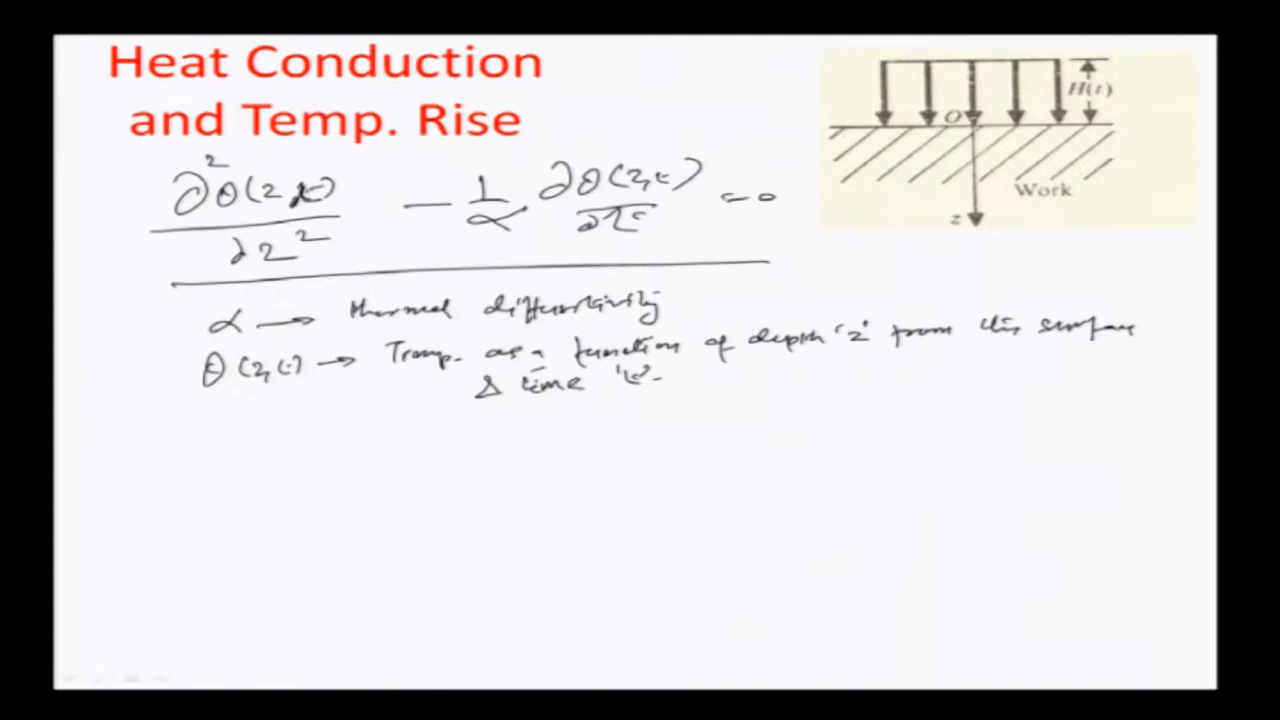 Heat Conduction
and Temp. Rise
H(t)
O
Work
z
∂²θ(z,t)/∂z² - 1/α ∂θ(z,t)/∂t = 0
α → thermal diffusivity
θ(z,t) → Temp. as a function of depth 'z' from the surface
& time 't'.